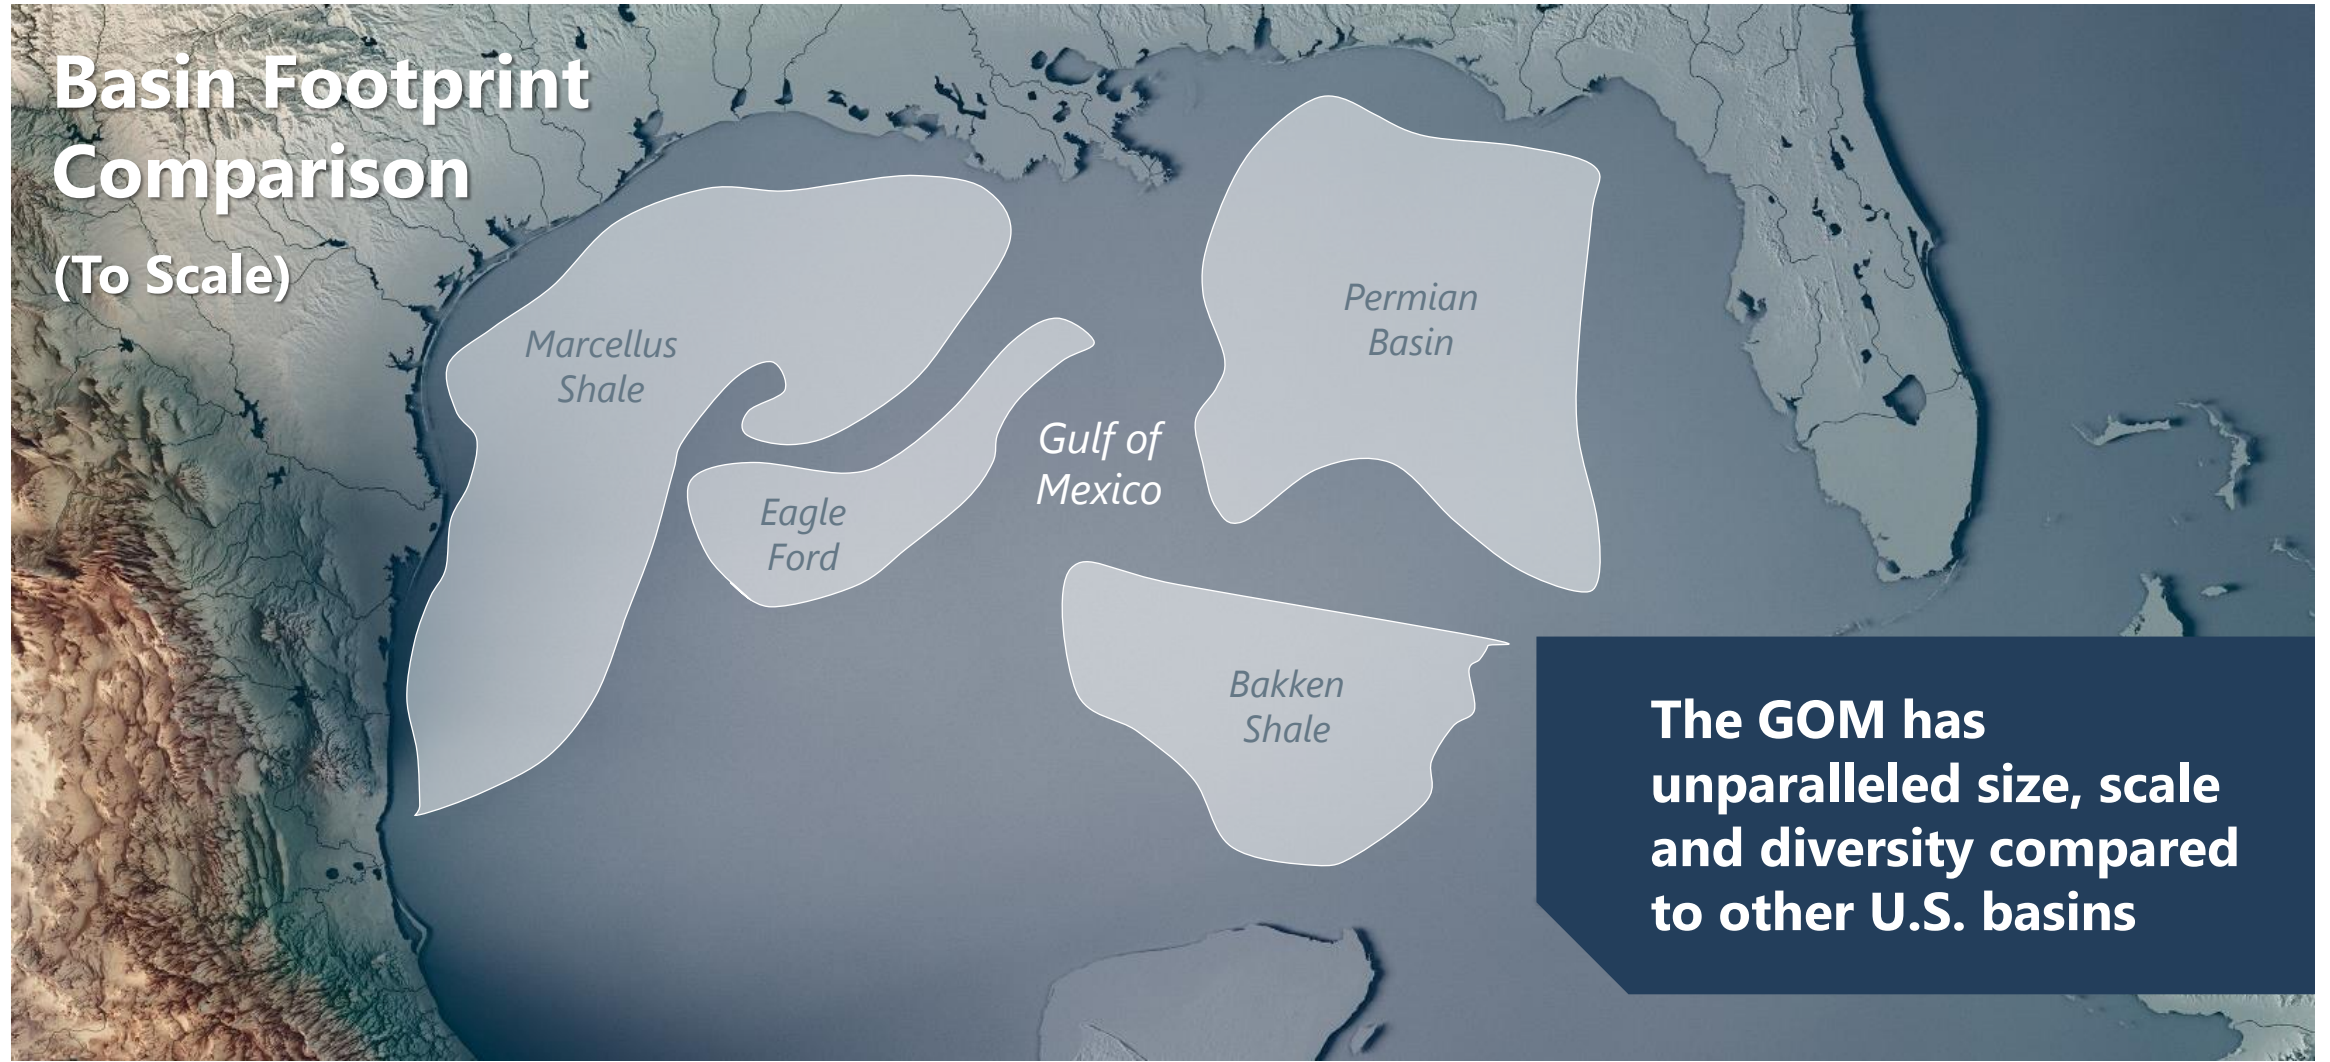 Basin Footprint
Comparison
(To Scale)
Marcellus
Shale
Eagle
Ford
Gulf of
Mexico
Permian
Basin
Bakken
Shale
The GOM has
unparalleled size, scale
and diversity compared
to other U.S. basins